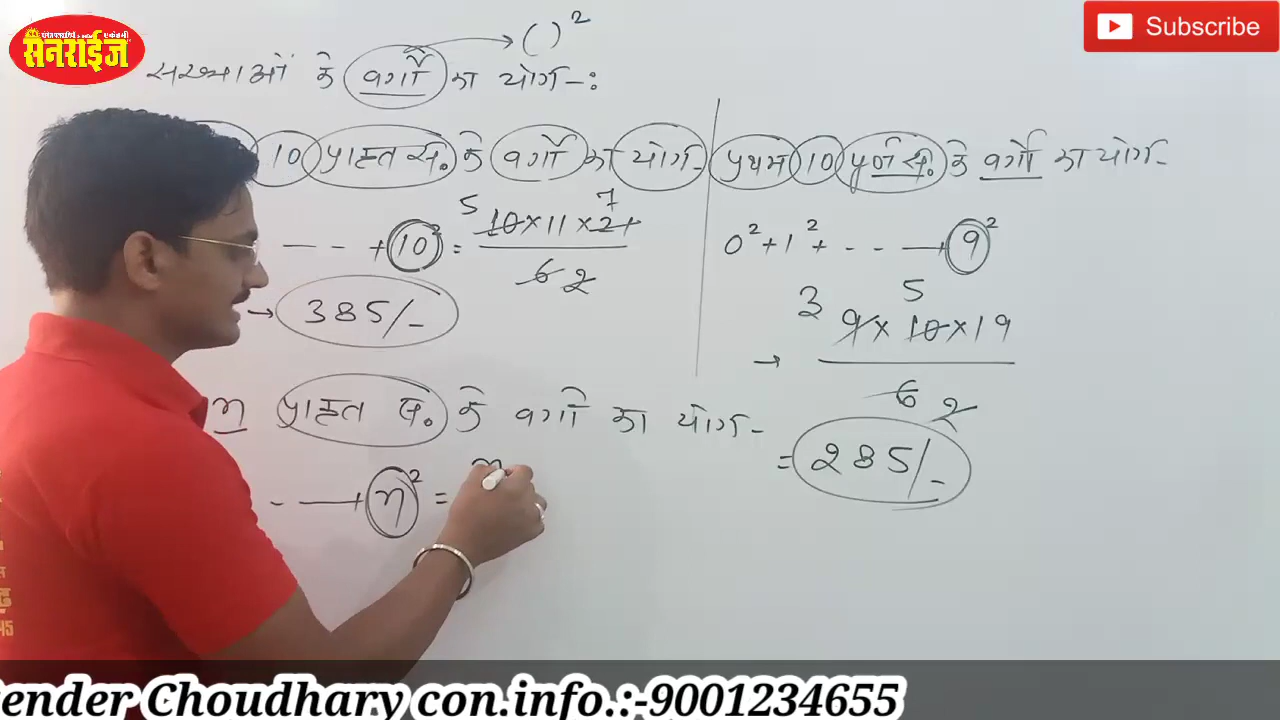 सैनराईज
Subscribe
संख्याओं के वर्गों का योग-: → ( )²
10 प्राकृत सं. के वर्गों का योग-
--- + 10² = 10×11×21 / 6
5 7 2
→ 385/-
प्रथम 10 पूर्ण सं. के वर्गों का योग-
0² + 1² + -- → 9²
→ 9×10×19 / 6
3 5 2
= 285/-
n प्राकृत सं. के वर्गों का योग-
- → n² = n
ender Choudhary con.info.:-9001234655